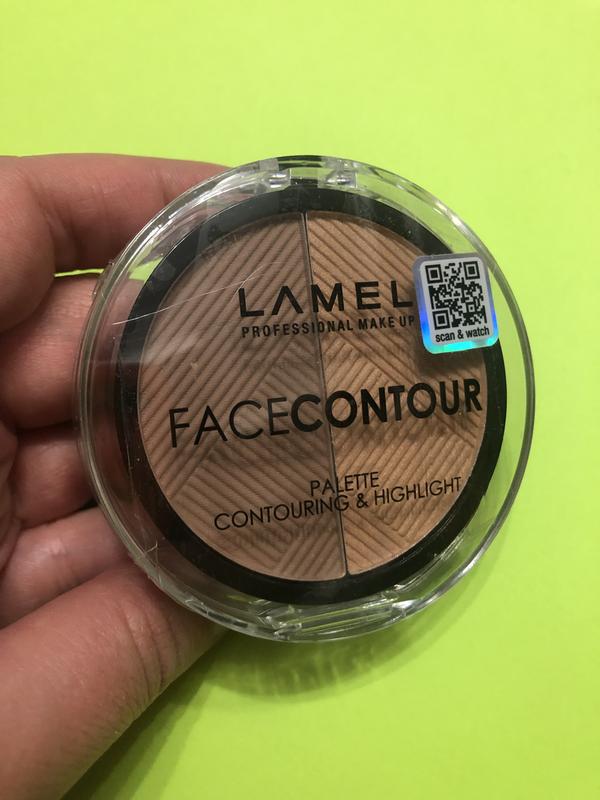 LAMEL
PROFESSIONAL MAKE UP
scan & watch
FACECONTOUR
PALETTE
CONTOURING & HIGHLIGHT